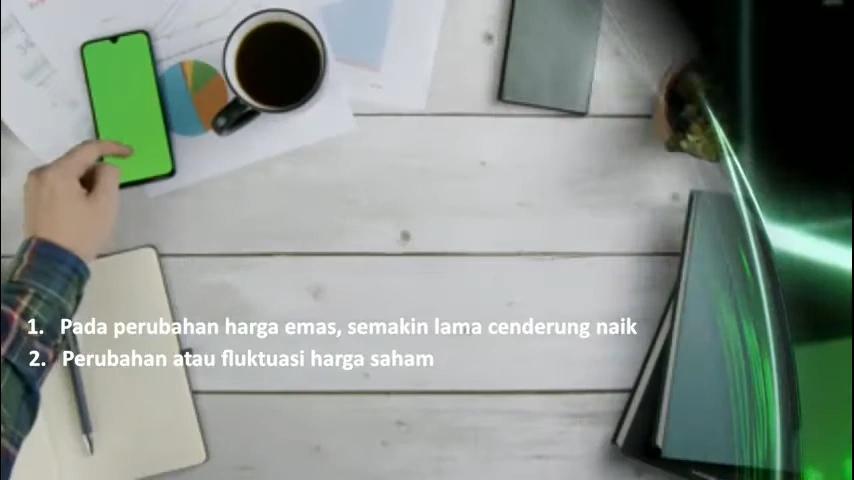 1. Pada perubahan harga emas, semakin lama cenderung naik
2. Perubahan atau fluktuasi harga saham